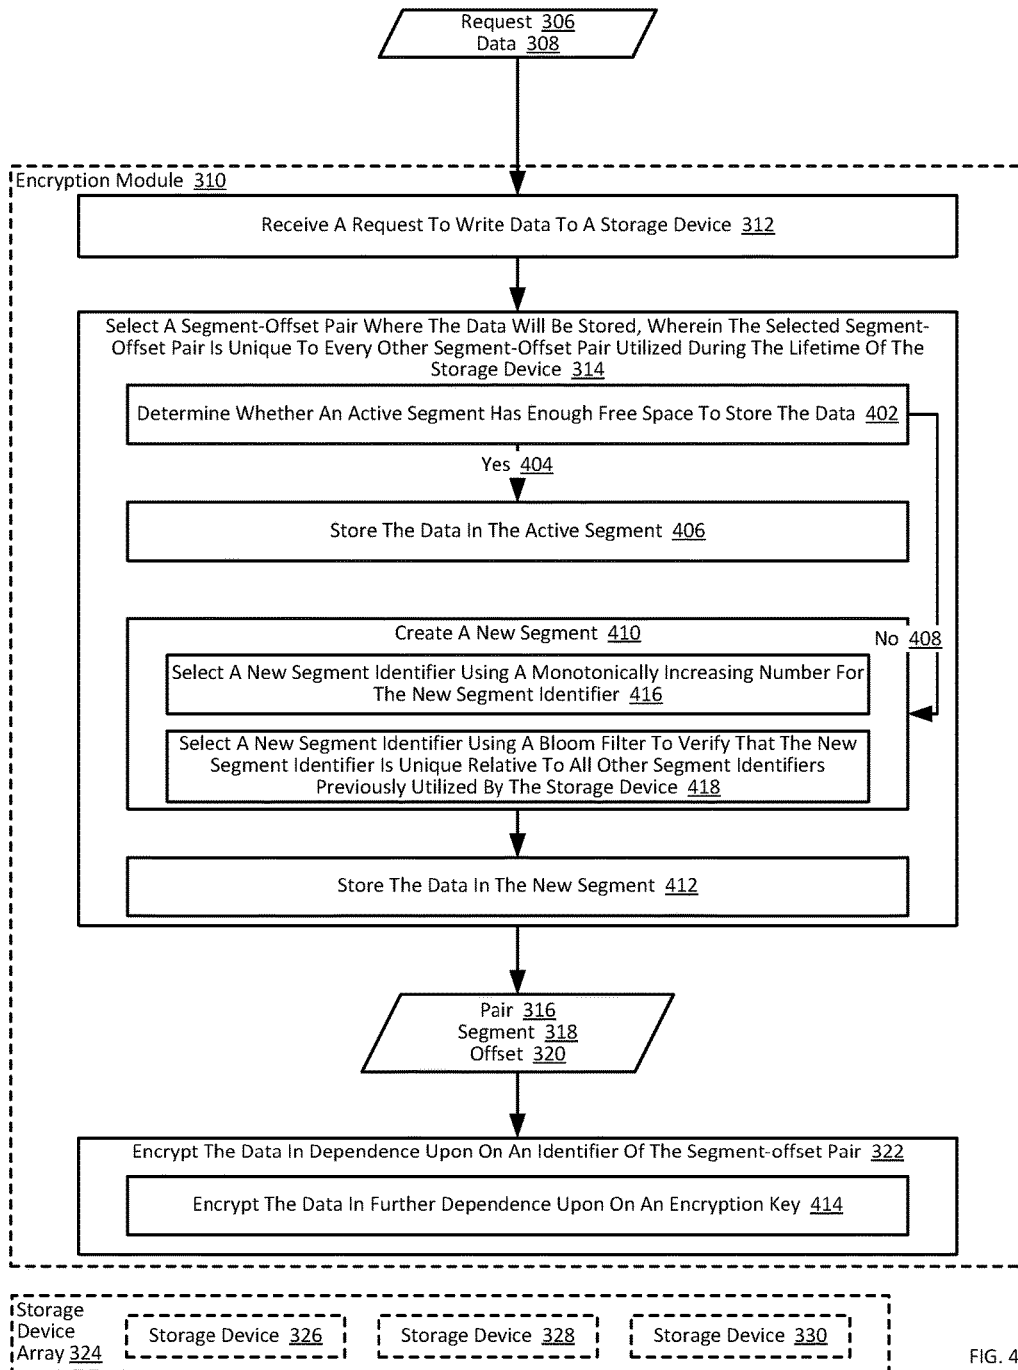 Request 306
Data 308
Encryption Module 310
Receive A Request To Write Data To A Storage Device 312
Select A Segment-Offset Pair Where The Data Will Be Stored, Wherein The Selected Segment-
Offset Pair Is Unique To Every Other Segment-Offset Pair Utilized During The Lifetime Of The
Storage Device 314
Determine Whether An Active Segment Has Enough Free Space To Store The Data 402
Yes 404
Store The Data In The Active Segment 406
Create A New Segment 410
No 408
Select A New Segment Identifier Using A Monotonically Increasing Number For
The New Segment Identifier 416
Select A New Segment Identifier Using A Bloom Filter To Verify That The New
Segment Identifier Is Unique Relative To All Other Segment Identifiers
Previously Utilized By The Storage Device 418
Store The Data In The New Segment 412
Pair 316
Segment 318
Offset 320
Encrypt The Data In Dependence Upon On An Identifier Of The Segment-offset Pair 322
Encrypt The Data In Further Dependence Upon On An Encryption Key 414
Storage
Device
Array 324
Storage Device 326
Storage Device 328
Storage Device 330
FIG. 4